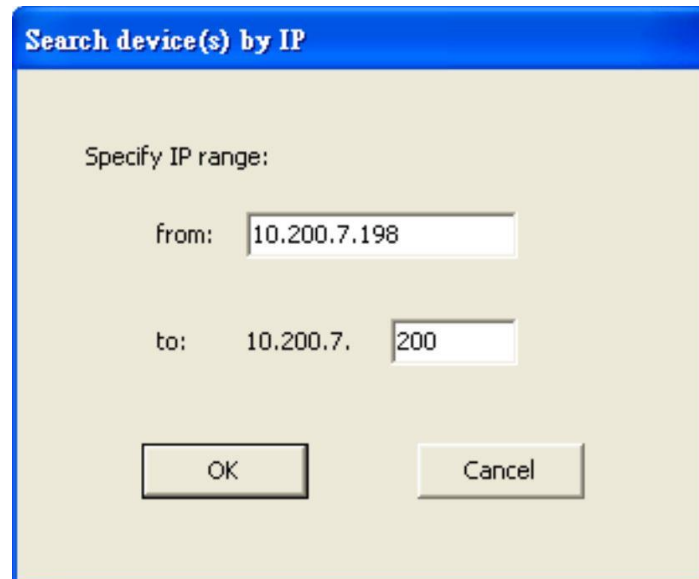 Search device(s) by IP
Specify IP range:
from: 10.200.7.198
to: 10.200.7. 200
OK Cancel